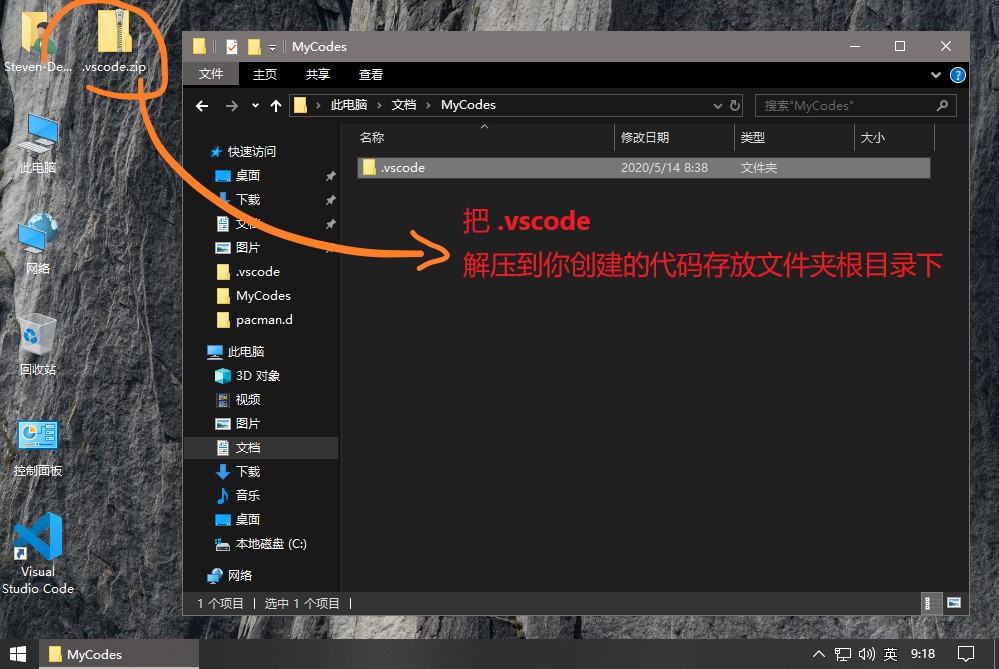 Steven-De...
.vscode.zip
此电脑
网络
回收站
控制面板
Visual
Studio Code
MyCodes
文件
主页
共享
查看
此电脑
文档
MyCodes
搜索"MyCodes"
名称
修改日期
类型
大小
.vscode
2020/5/14 8:38
文件夹
快速访问
桌面
下载
文档
图片
.vscode
MyCodes
pacman.d
此电脑
3D 对象
视频
图片
文档
下载
音乐
桌面
本地磁盘 (C:)
网络
把 .vscode
解压到你创建的代码存放文件夹根目录下
1 个项目
选中 1 个项目
MyCodes
英
9:18